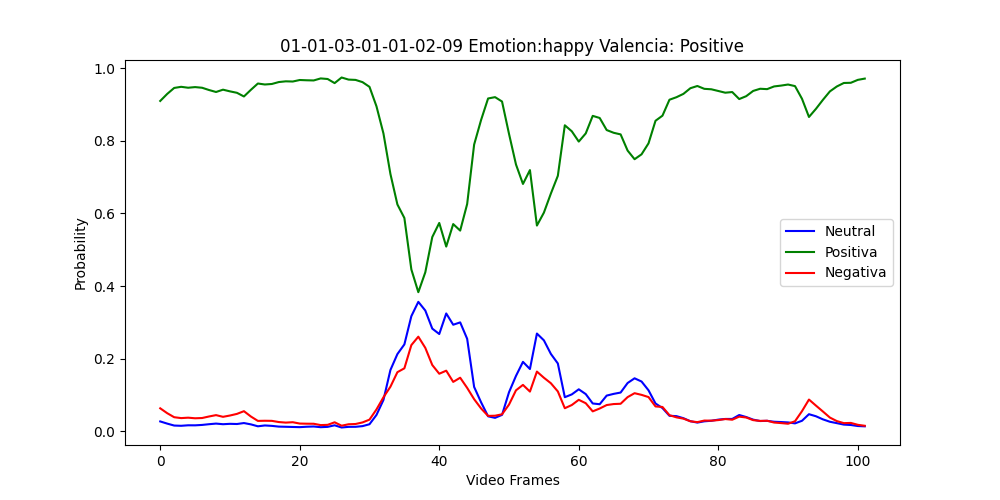 01-01-03-01-01-02-09 Emotion:happy Valencia: Positive
Probability
1.0
0.8
0.6
0.4
0.2
0.0
Neutral
Positiva
Negativa
0 20 40 60 80 100
Video Frames